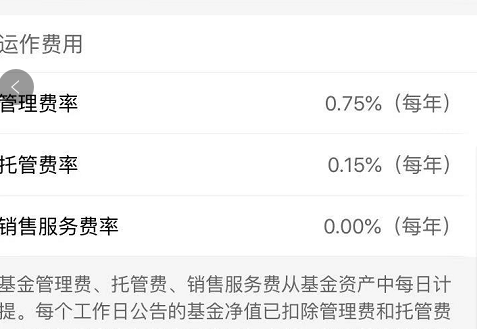 运作费用
管理费率 0.75%（每年）
托管费率 0.15%（每年）
销售服务费率 0.00%（每年）
基金管理费、托管费、销售服务费从基金资产中每日计
提。每个工作日公告的基金净值已扣除管理费和托管费